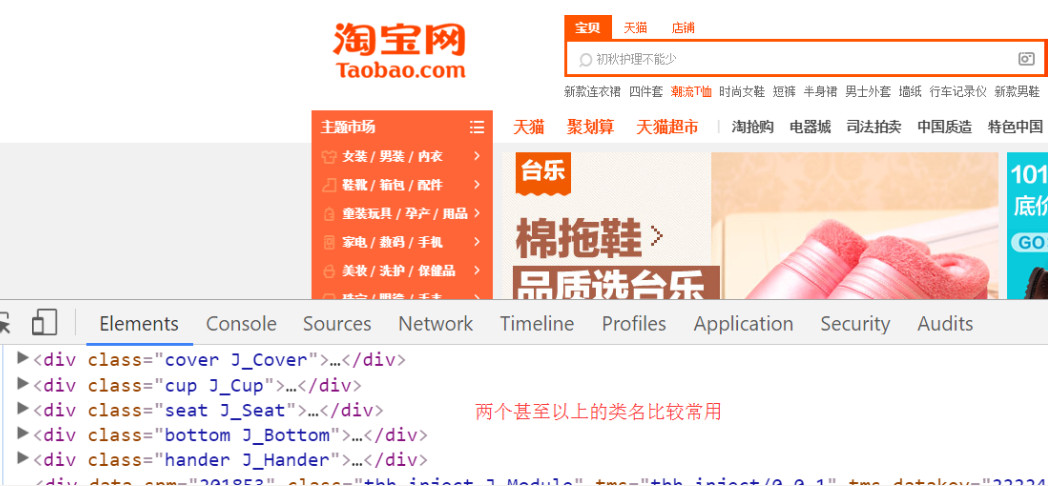 淘宝网
Taobao.com
宝贝 天猫 店铺
初秋护理不能少
新款连衣裙 四件套 潮流T恤 时尚女鞋 短裤 半身裙 男士外套 墙纸 行车记录仪 新款男鞋
主题市场
天猫 聚划算 天猫超市 淘抢购 电器城 司法拍卖 中国质造 特色中国
女装 / 男装 / 内衣
鞋靴 / 箱包 / 配件
童装玩具 / 孕产 / 用品
家电 / 数码 / 手机
美妆 / 洗护 / 保健品
台乐
棉拖鞋
品质选台乐
101
底价
GO
Elements Console Sources Network Timeline Profiles Application Security Audits
<div class="cover J_Cover">…</div>
<div class="cup J_Cup">…</div>
<div class="seat J_Seat">…</div>
两个甚至以上的类名比较常用
<div class="bottom J_Bottom">…</div>
<div class="hander J_Hander">…</div>
<div data-spm="201853" class="tbh-inject J_Module" tms="tbh-inject/0.0.1" tms-datakey="22224